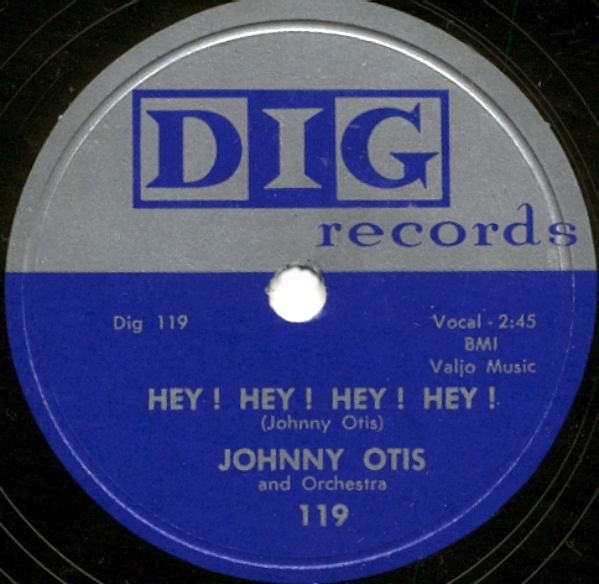 DIG
records
Dig 119
Vocal - 2:45
BMI
Valjo Music
HEY! HEY! HEY! HEY!
(Johnny Otis)
JOHNNY OTIS
and Orchestra
119